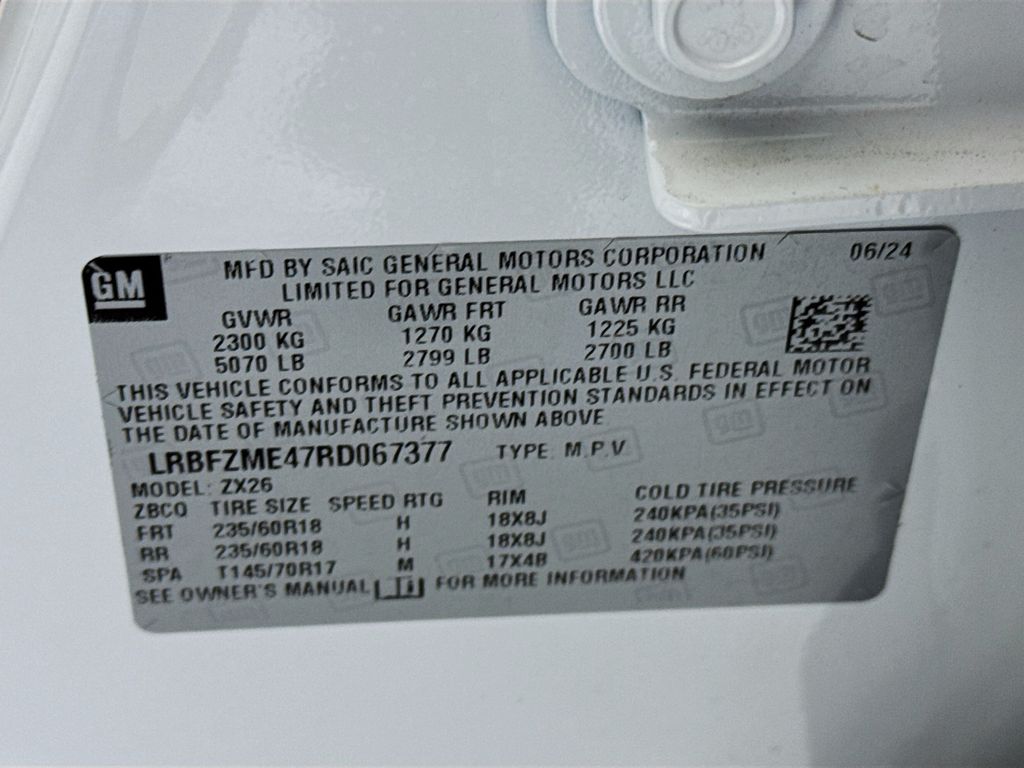 GM
MFD BY SAIC GENERAL MOTORS CORPORATION 06/24
LIMITED FOR GENERAL MOTORS LLC
GVWR GAWR FRT GAWR RR
2300 KG 1270 KG 1225 KG
5070 LB 2799 LB 2700 LB
THIS VEHICLE CONFORMS TO ALL APPLICABLE U.S. FEDERAL MOTOR
VEHICLE SAFETY AND THEFT PREVENTION STANDARDS IN EFFECT ON
THE DATE OF MANUFACTURE SHOWN ABOVE
LRBFZME47RD067377 TYPE: M.P.V
MODEL: ZX26
ZBCO TIRE SIZE SPEED RTG RIM COLD TIRE PRESSURE
FRT 235/60R18 H 18X8J 240KPA(35PSI)
RR 235/60R18 H 18X8J 240KPA(35PSI)
SPA T145/70R17 M 17X4B 420KPA(60PSI)
SEE OWNER'S MANUAL FOR MORE INFORMATION